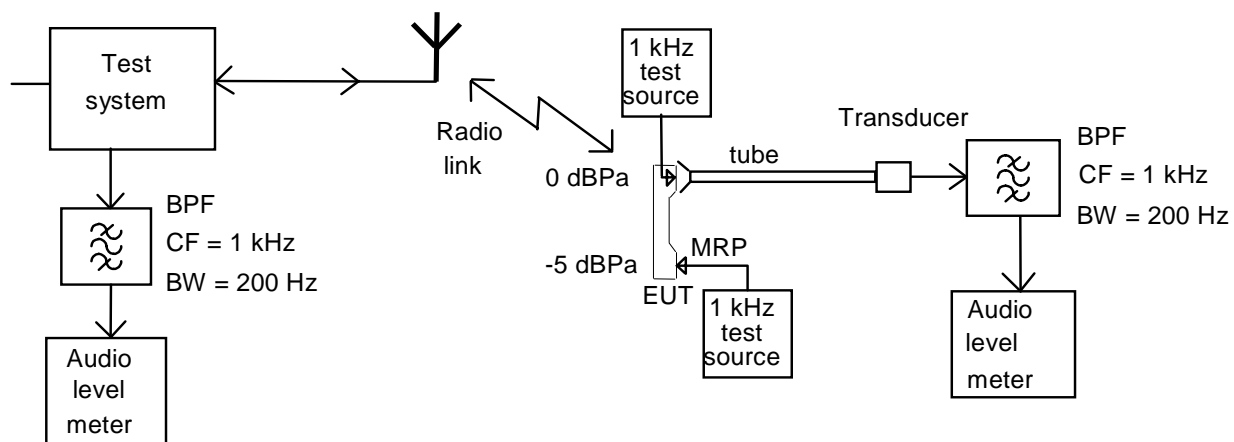 Test
system
BPF
CF = 1 kHz
BW = 200 Hz
Audio
level
meter
Radio
link
1 kHz
test
source
0 dBPa
-5 dBPa
EUT
MRP
1 kHz
test
source
tube
Transducer
BPF
CF = 1 kHz
BW = 200 Hz
Audio
level
meter